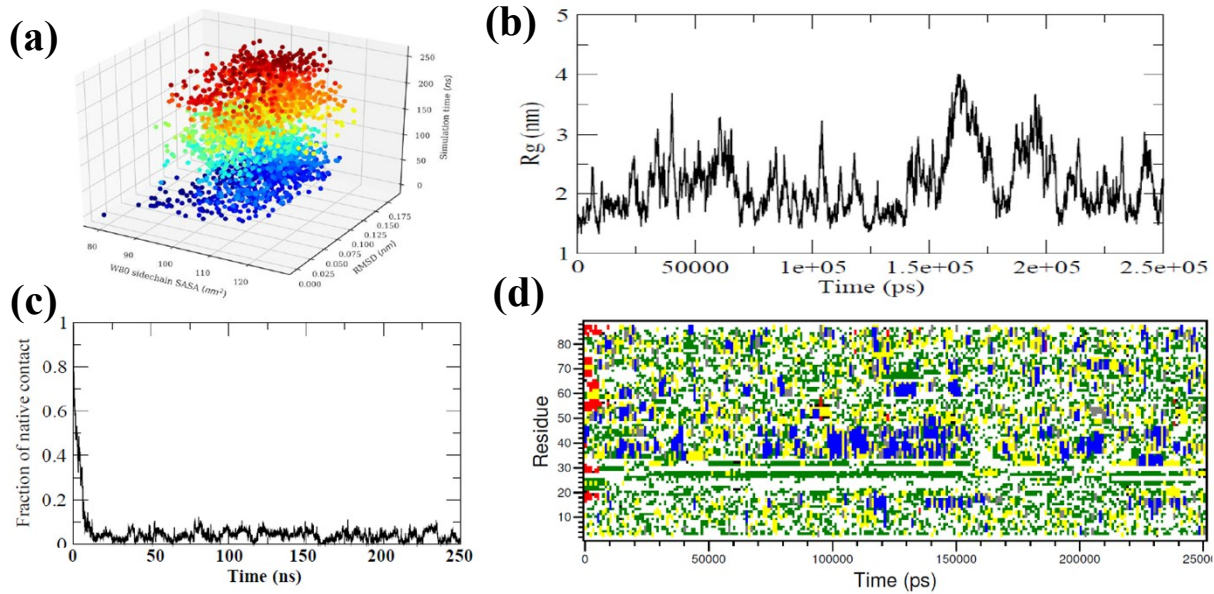 (a)
250
200
150
100
50
0
Simulation time (ns)
0.175
0.150
0.125
0.100
0.075
0.050
0.025
0.000
RMSD (nm)
80
90
100
110
120
W80 sidechain SASA (nm²)
(b)
5
4
3
2
1
Rg (nm)
0 50000 1e+05 1.5e+05 2e+05 2.5e+05
Time (ps)
(c)
1
0.8
0.6
0.4
0.2
0
Fraction of native contact
0 50 100 150 200 250
Time (ns)
(d)
80
70
60
50
40
30
20
10
Residue
0 50000 100000 150000 200000 25000
Time (ps)